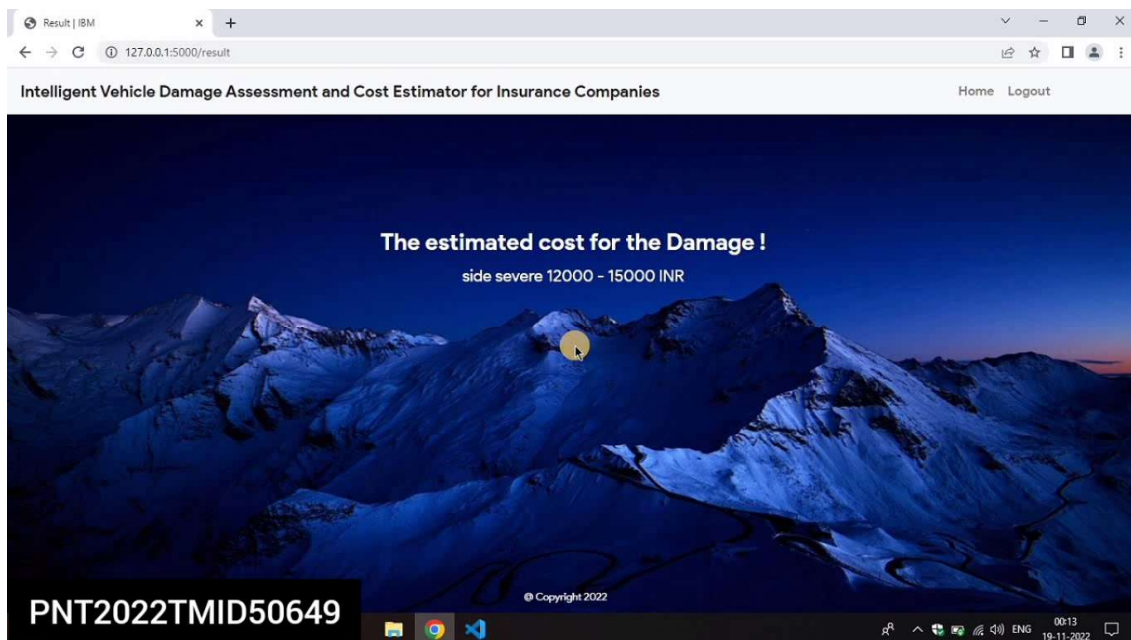 Result | IBM
127.0.0.1:5000/result
Intelligent Vehicle Damage Assessment and Cost Estimator for Insurance Companies
Home Logout
The estimated cost for the Damage !
side severe 12000 - 15000 INR
@ Copyright 2022
PNT2022TMID50649
ENG
00:13
19-11-2022